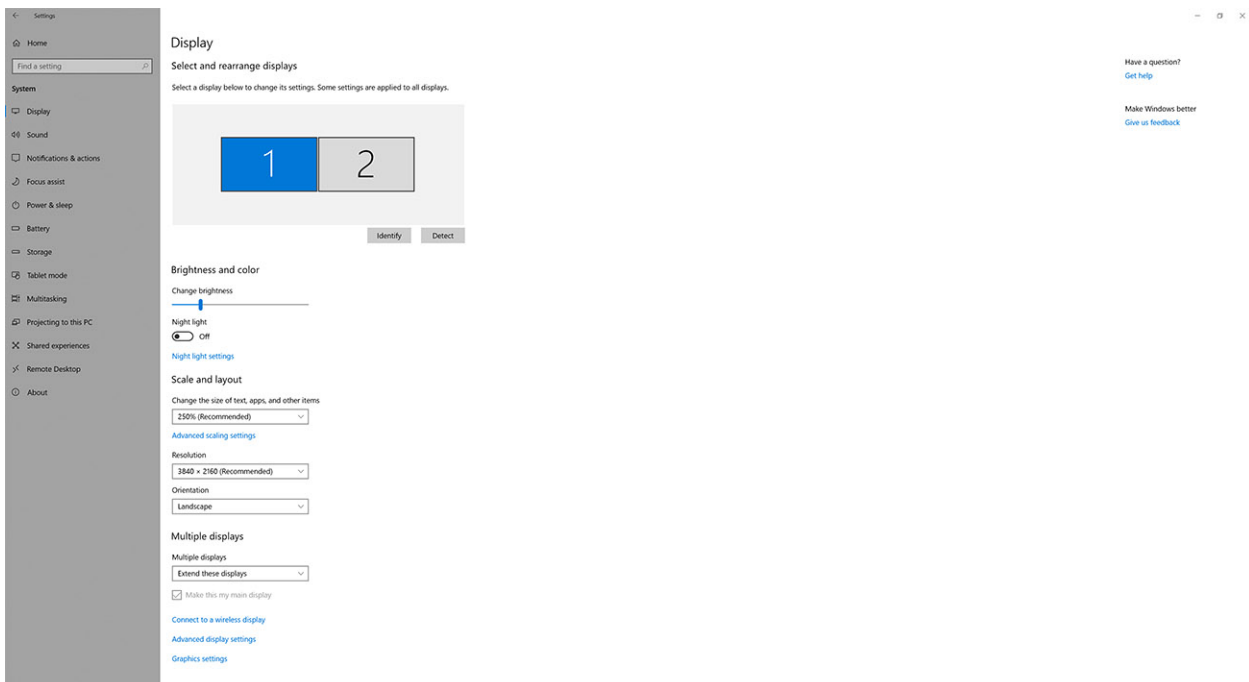 Settings
Home
Find a setting
System
Display
Sound
Notifications & actions
Focus assist
Power & sleep
Battery
Storage
Tablet mode
Multitasking
Projecting to this PC
Shared experiences
Remote Desktop
About
Display
Select and rearrange displays
Select a display below to change its settings. Some settings are applied to all displays.
1 2
Identify Detect
Brightness and color
Change brightness
Night light
Off
Night light settings
Scale and layout
Change the size of text, apps, and other items
250% (Recommended)
Advanced scaling settings
Resolution
3840 × 2160 (Recommended)
Orientation
Landscape
Multiple displays
Multiple displays
Extend these displays
Make this my main display
Connect to a wireless display
Advanced display settings
Graphics settings
Have a question?
Get help
Make Windows better
Give us feedback